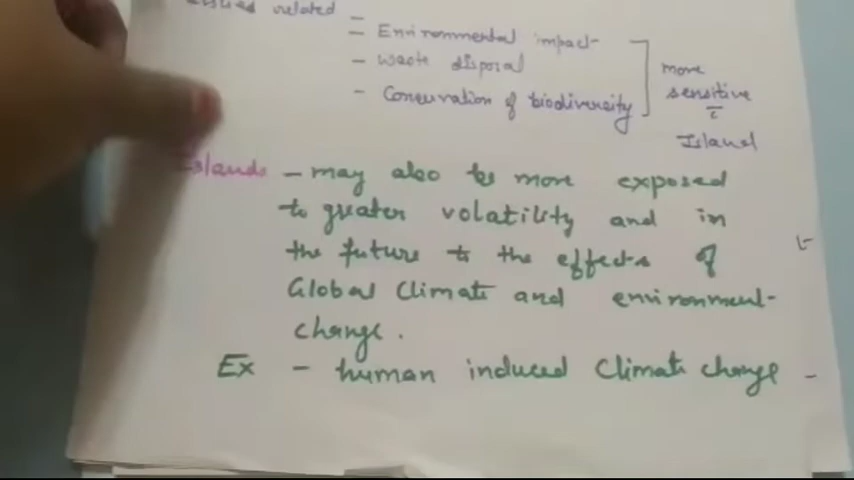 Issues related -
- Environmental impact
- Waste disposal
- Conservation of biodiversity
more
sensitive
Island
Islands - may also be more exposed
to greater volatility and in
the future to the effects of
Global Climate and environment
change.
Ex - human induced Climate change -